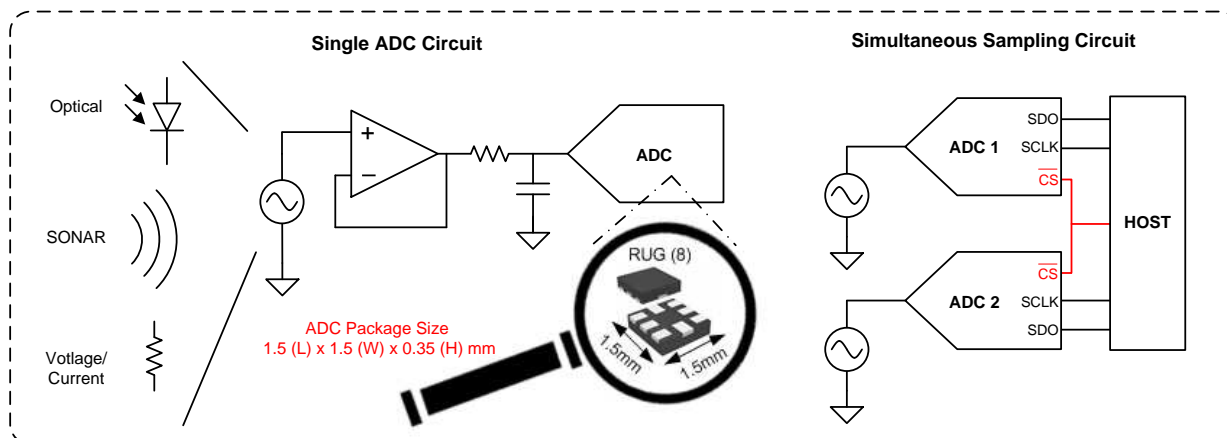 Single ADC Circuit
Simultaneous Sampling Circuit
Optical
SONAR
Votlage/
Current
+
−
ADC
RUG (8)
1.5mm
1.5mm
ADC Package Size
1.5 (L) x 1.5 (W) x 0.35 (H) mm
ADC 1
SDO
SCLK
CS
HOST
ADC 2
CS
SCLK
SDO